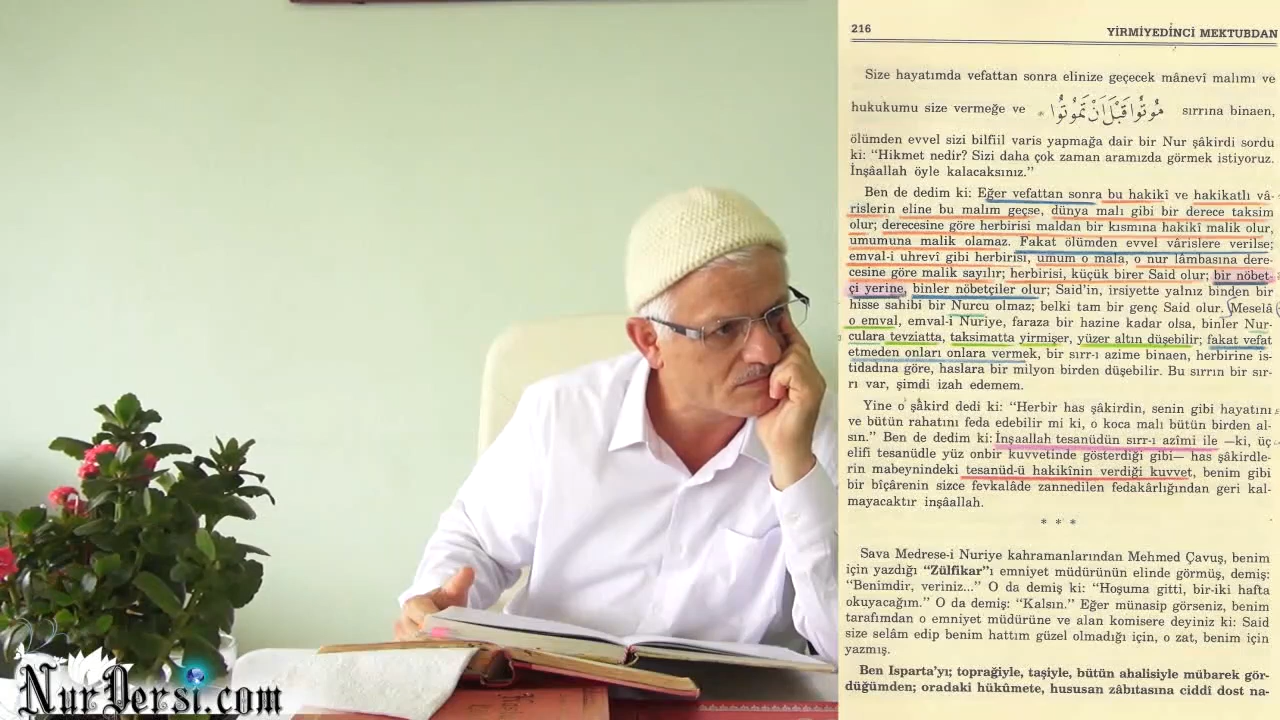 216
YİRMİYEDİNCİ MEKTUBDAN
Size hayatımda vefattan sonra elinize geçecek mânevî malımı ve
hukukumu size vermeğe ve مُوتُوا قَبْلَ اَنْ تَمُوتُوا sırrına binaen,
ölümden evvel sizi bilfiil varis yapmağa dair bir Nur şâkirdi sordu
ki: “Hikmet nedir? Sizi daha çok zaman aramızda görmek istiyoruz.
İnşâallah öyle kalacaksınız.”
Ben de dedim ki: Eğer vefattan sonra bu hakikî ve hakikatlı vâ-
rislerin eline bu malım geçse, dünya malı gibi bir derece taksim
olur; derecesine göre herbirisi maldan bir kısmına hakikî malik olur,
umumuna malik olamaz. Fakat ölümden evvel vârislere verilse;
emval-i uhrevî gibi herbirisi, umum o mala, o nur lâmbasına dere-
cesine göre malik sayılır; herbirisi, küçük birer Said olur; bir nöbet-
çi yerine, binler nöbetçiler olur; Said’in, irsiyette yalnız binden bir
hisse sahibi bir Nurcu olmaz; belki tam bir genç Said olur. Meselâ
o emval, emval-i Nuriye, faraza bir hazine kadar olsa, binler Nur-
culara tevziatta, taksimatta yirmişer, yüzer altın düşebilir; fakat vefat
etmeden onları onlara vermek, bir sırr-ı azime binaen, herbirine is-
tidadına göre, haslara bir milyon birden düşebilir. Bu sırrın bir sır-
rı var, şimdi izah edemem.
Yine o şâkird dedi ki: “Herbir has şâkirdin, senin gibi hayatını
ve bütün rahatını feda edebilir mi ki, o koca malı bütün birden al-
sın.” Ben de dedim ki: İnşaallah tesanüdün sırr-ı azîmi ile —ki, üç
elifi tesanüdle yüz onbir kuvvetinde gösterdiği gibi— has şâkirdle-
rin mabeynindeki tesanüd-ü hakikînin verdiği kuvvet, benim gibi
bir bîçârenin sizce fevkalâde zannedilen fedakârlığından geri kal-
mayacaktır inşâallah.
* * *
Sava Medrese-i Nuriye kahramanlarından Mehmed Çavuş, benim
için yazdığı “Zülfikar”ı emniyet müdürünün elinde görmüş, demiş:
“Benimdir, veriniz...” O da demiş ki: “Hoşuma gitti, bir-iki hafta
okuyacağım.” O da demiş: “Kalsın.” Eğer münasip görseniz, benim
tarafımdan o emniyet müdürüne ve alan komisere deyiniz ki: Said
size selâm edip benim hattım güzel olmadığı için, o zat, benim için
yazmış.
Ben Isparta’yı; toprağiyle, taşiyle, bütün ahalisiyle mübarek gör-
düğümden; oradaki hükûmete, hususan zâbıtasına ciddî dost na-
NurDersi.com